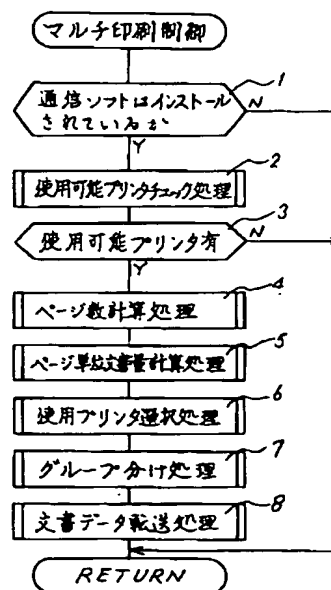 マルチ印刷制御
1
通信ソフトはインストール
されているか
N
Y
2
使用可能プリンタチェック処理
3
使用可能プリンタ有
N
Y
4
ページ数計算処理
5
ページ単位文書量計算処理
6
使用プリンタ選択処理
7
グループ分け処理
8
文書データ転送処理
RETURN